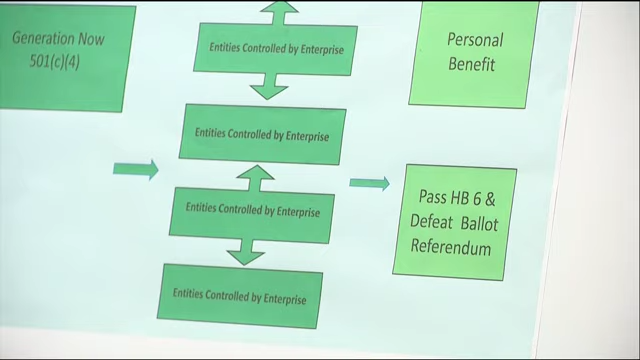 Generation Now
501(c)(4)
Entities Controlled by Enterprise
Entities Controlled by Enterprise
Entities Controlled by Enterprise
Entities Controlled by Enterprise
Personal
Benefit
Pass HB 6 &
Defeat Ballot
Referendum